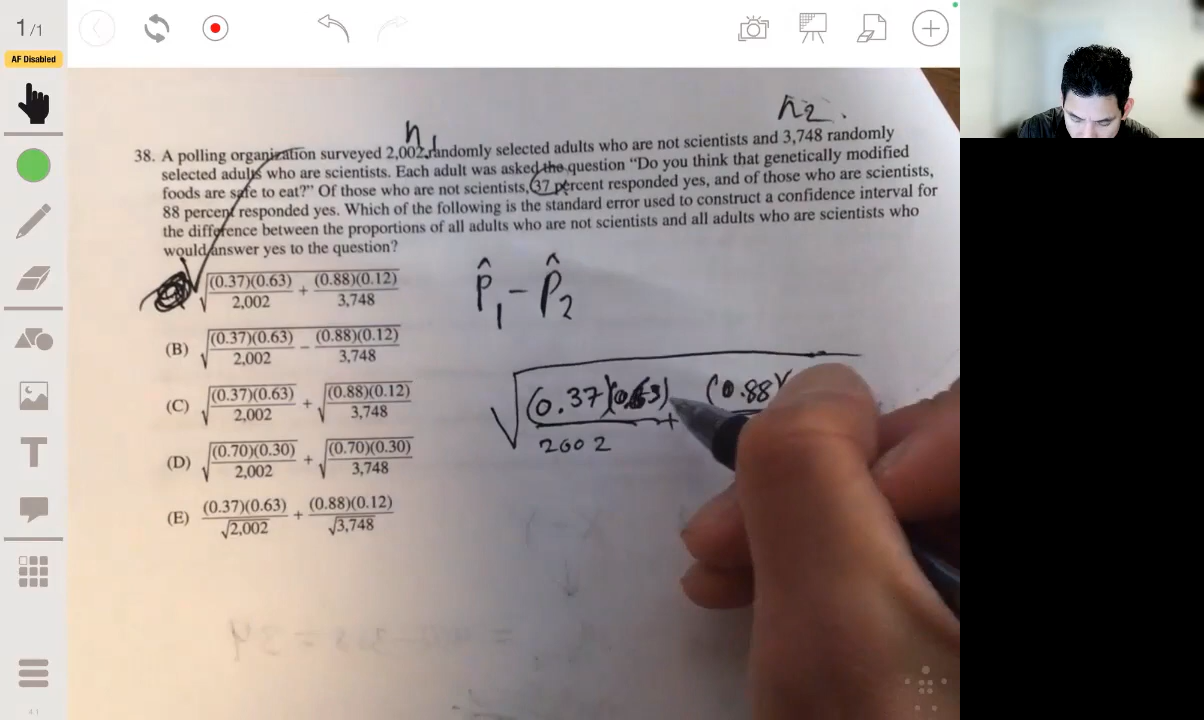 1/1
AF Disabled
n1
n2.
38. A polling organization surveyed 2,002 randomly selected adults who are not scientists and 3,748 randomly
selected adults who are scientists. Each adult was asked the question “Do you think that genetically modified
foods are safe to eat?” Of those who are not scientists, 37 percent responded yes, and of those who are scientists,
88 percent responded yes. Which of the following is the standard error used to construct a confidence interval for
the difference between the proportions of all adults who are not scientists and all adults who are scientists who
would answer yes to the question?
√((0.37)(0.63)/2,002 + (0.88)(0.12)/3,748)
(B) √((0.37)(0.63)/2,002 − (0.88)(0.12)/3,748)
(C) √((0.37)(0.63)/2,002) + √((0.88)(0.12)/3,748)
(D) √((0.70)(0.30)/2,002) + √((0.70)(0.30)/3,748)
(E) (0.37)(0.63)/√2,002 + (0.88)(0.12)/√3,748
p̂1 − p̂2
√(0.37)(0.63) + (0.88)
2002
T